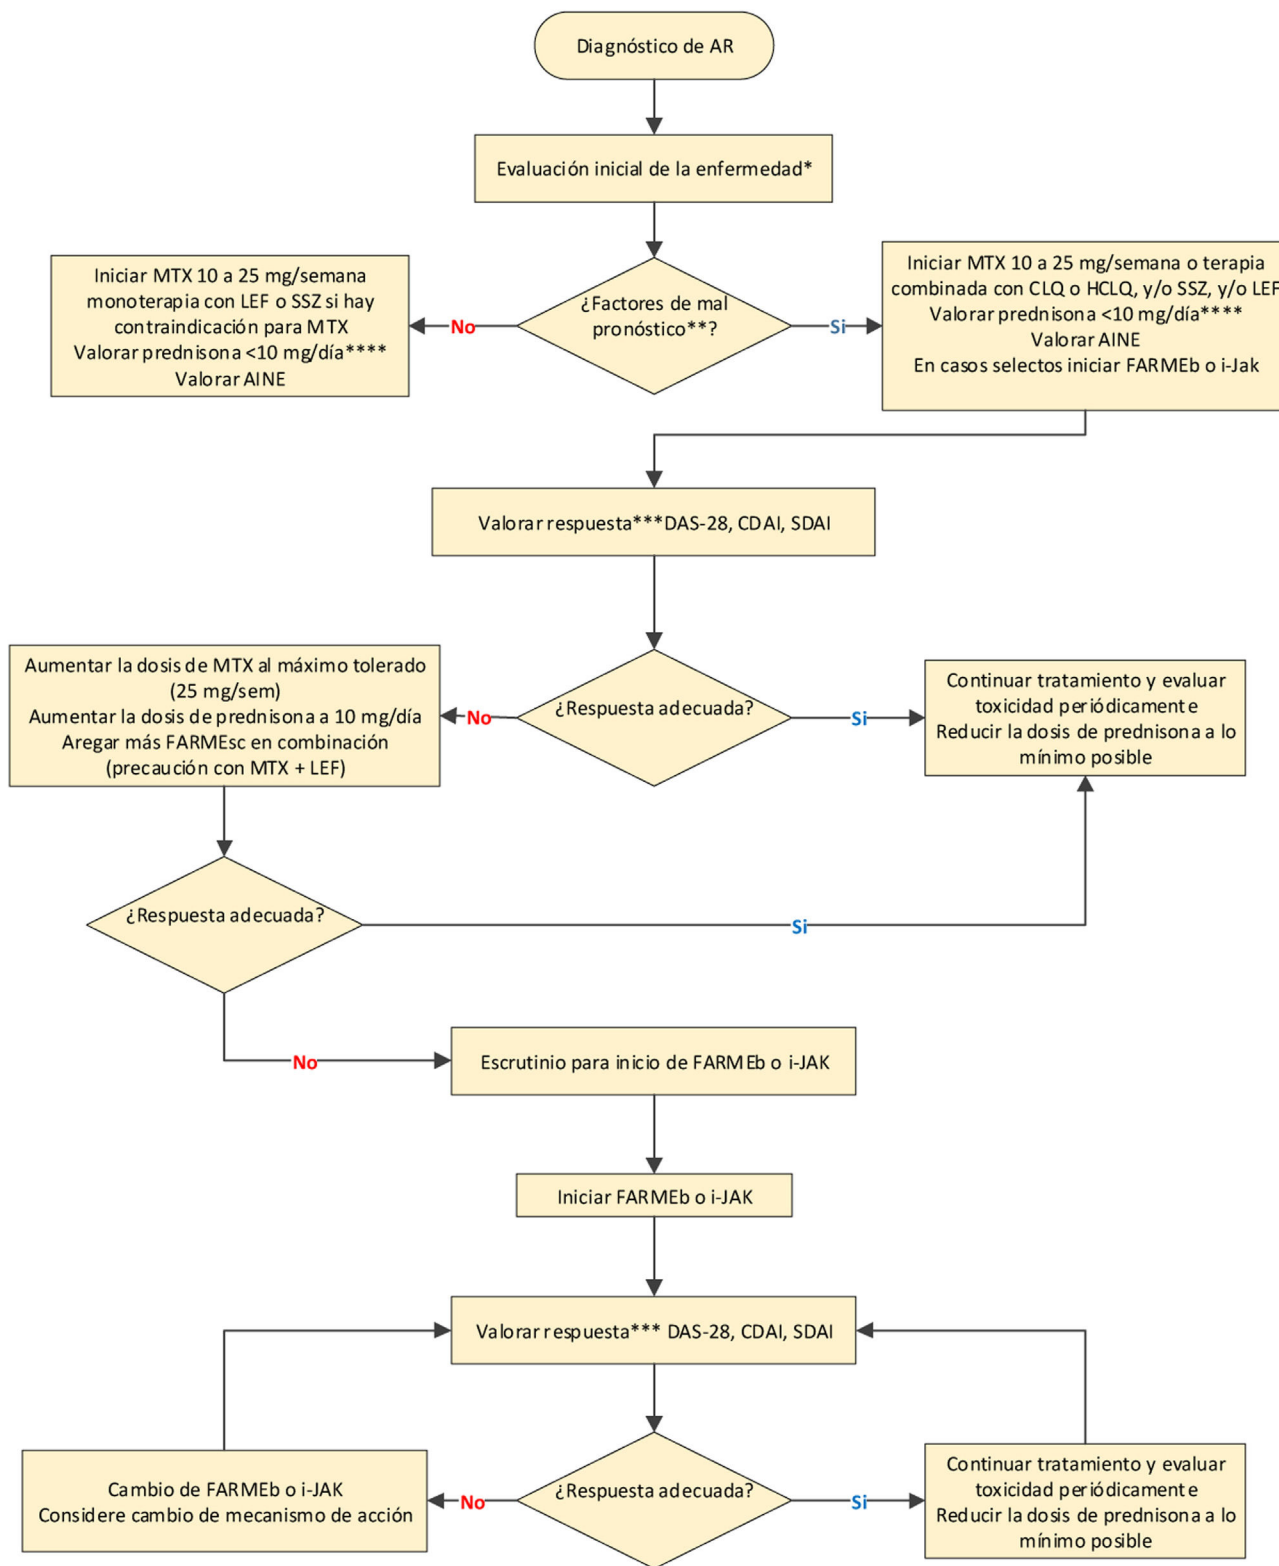 Diagnóstico de AR
Evaluación inicial de la enfermedad*
¿Factores de mal
pronóstico**?
No
Si
Iniciar MTX 10 a 25 mg/semana
monoterapia con LEF o SSZ si hay
contraindicación para MTX
Valorar prednisona <10 mg/día****
Valorar AINE
Iniciar MTX 10 a 25 mg/semana o terapia
combinada con CLQ o HCLQ, y/o SSZ, y/o LEF
Valorar prednisona <10 mg/día****
Valorar AINE
En casos selectos iniciar FARMEb o i-Jak
Valorar respuesta***DAS-28, CDAI, SDAI
¿Respuesta adecuada?
No
Si
Aumentar la dosis de MTX al máximo tolerado
(25 mg/sem)
Aumentar la dosis de prednisona a 10 mg/día
Aregar más FARMEsc en combinación
(precaución con MTX + LEF)
Continuar tratamiento y evaluar
toxicidad periódicamente
Reducir la dosis de prednisona a lo
mínimo posible
¿Respuesta adecuada?
Si
No
Escrutinio para inicio de FARMEb o i-JAK
Iniciar FARMEb o i-JAK
Valorar respuesta*** DAS-28, CDAI, SDAI
¿Respuesta adecuada?
No
Si
Cambio de FARMEb o i-JAK
Considere cambio de mecanismo de acción
Continuar tratamiento y evaluar
toxicidad periódicamente
Reducir la dosis de prednisona a lo
mínimo posible